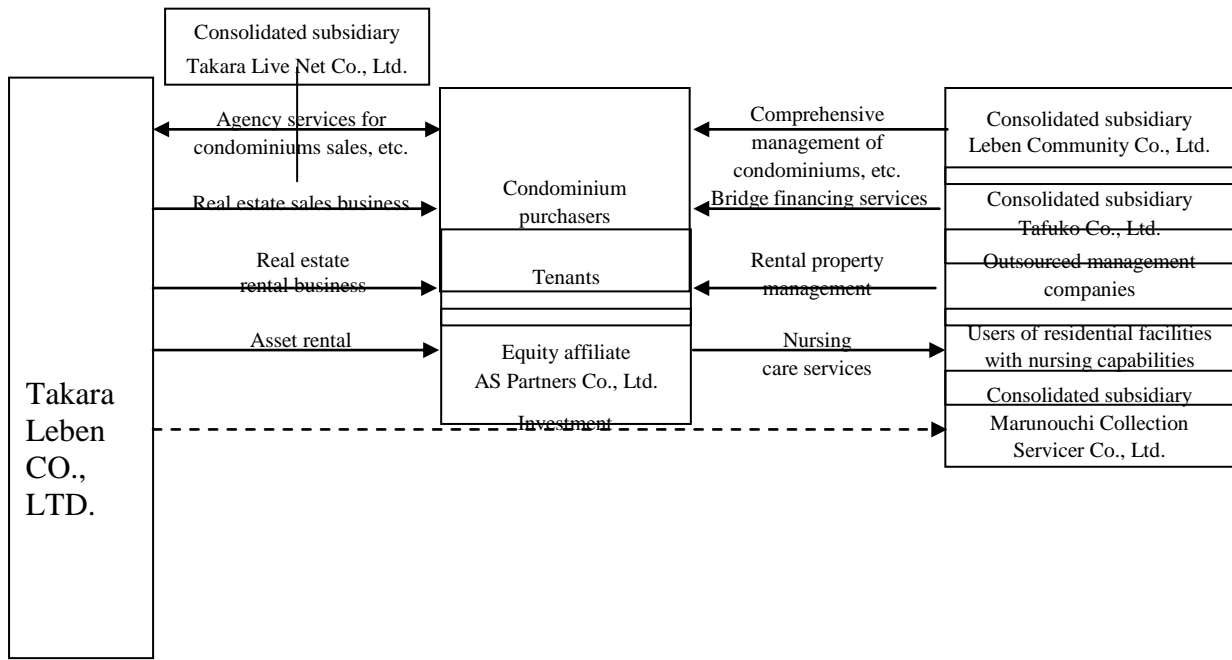 Consolidated subsidiary
Takara Live Net Co., Ltd.
Takara
Leben
CO.,
LTD.
Agency services for
condominiums sales, etc.
Real estate sales business
Real estate
rental business
Asset rental
Condominium
purchasers
Tenants
Equity affiliate
AS Partners Co., Ltd.
Investment
Comprehensive
management of
condominiums, etc.
Bridge financing services
Rental property
management
Nursing
care services
Consolidated subsidiary
Leben Community Co., Ltd.
Consolidated subsidiary
Tafuko Co., Ltd.
Outsourced management
companies
Users of residential facilities
with nursing capabilities
Consolidated subsidiary
Marunouchi Collection
Servicer Co., Ltd.